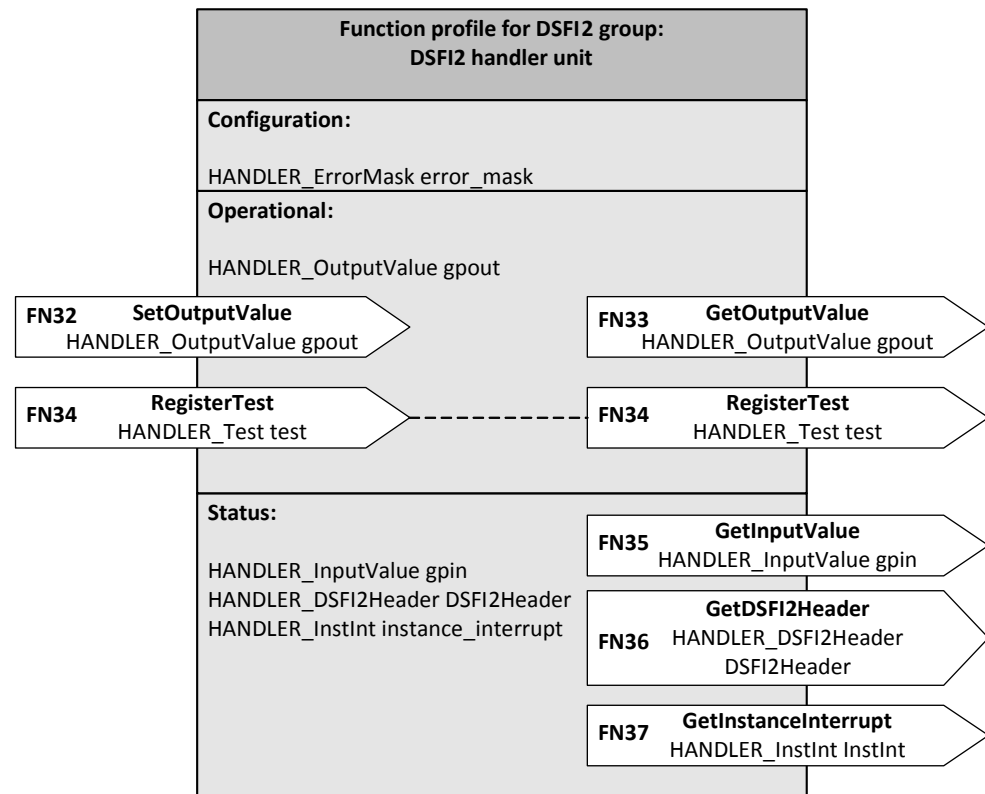 Function profile for DSFI2 group:
DSFI2 handler unit
Configuration:
HANDLER_ErrorMask error_mask
Operational:
HANDLER_OutputValue gpout
FN32 SetOutputValue
HANDLER_OutputValue gpout
FN33 GetOutputValue
HANDLER_OutputValue gpout
FN34 RegisterTest
HANDLER_Test test
FN34 RegisterTest
HANDLER_Test test
Status:
HANDLER_InputValue gpin
HANDLER_DSFI2Header DSFI2Header
HANDLER_InstInt instance_interrupt
FN35 GetInputValue
HANDLER_InputValue gpin
GetDSFI2Header
FN36 HANDLER_DSFI2Header
DSFI2Header
FN37 GetInstanceInterrupt
HANDLER_InstInt InstInt